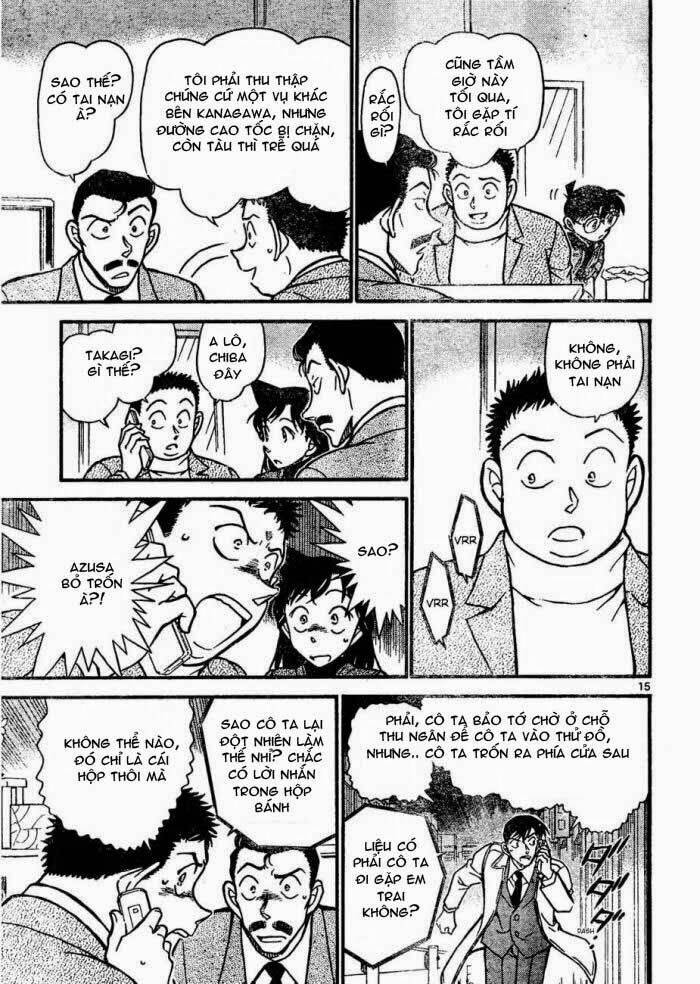 CŨNG TẦM
GIỜ NÀY
TỐI QUA,
TÔI GẶP TÍ
RẮC RỐI
RẮC
RỐI
GÌ?
TÔI PHẢI THU THẬP
CHỨNG CỨ MỘT VỤ KHÁC
BÊN KANAGAWA, NHƯNG
ĐƯỜNG CAO TỐC BỊ CHẶN,
CÒN TÀU THÌ TRỄ QUÁ
SAO THẾ?
CÓ TAI NẠN
À?
KHÔNG,
KHÔNG PHẢI
TAI NẠN
VRR
VRR
A LÔ,
CHIBA
ĐÂY
TAKAGI?
GÌ THẾ?
SAO?
AZUSA
BỎ TRỐN
À?!
15
PHẢI, CÔ TA BẢO TỚ CHỜ Ở CHỖ
THU NGÂN ĐỂ CÔ TA VÀO THỬ ĐỒ,
NHƯNG.. CÔ TA TRỐN RA PHÍA CỬA SAU
LIỆU CÓ
PHẢI CÔ TA
ĐI GẶP EM
TRAI
KHÔNG?
ダダダ
DASH
SAO CÔ TA LẠI
ĐỘT NHIÊN LÀM
THẾ NHỈ? CHẮC
CÓ LỜI NHẮN
TRONG HỘP
BÁNH
KHÔNG THỂ NÀO,
ĐÓ CHỈ LÀ CÁI
HỘP THÔI MÀ